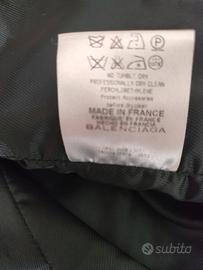 NO TUMBLE DRY
PROFESSIONALLY DRY CLEAN
PERCHLORETHYLENE
Protect Accessories
before dry clean
MADE IN FRANCE
FABRIQUE EN FRANCE
BALENCIAGA
subito